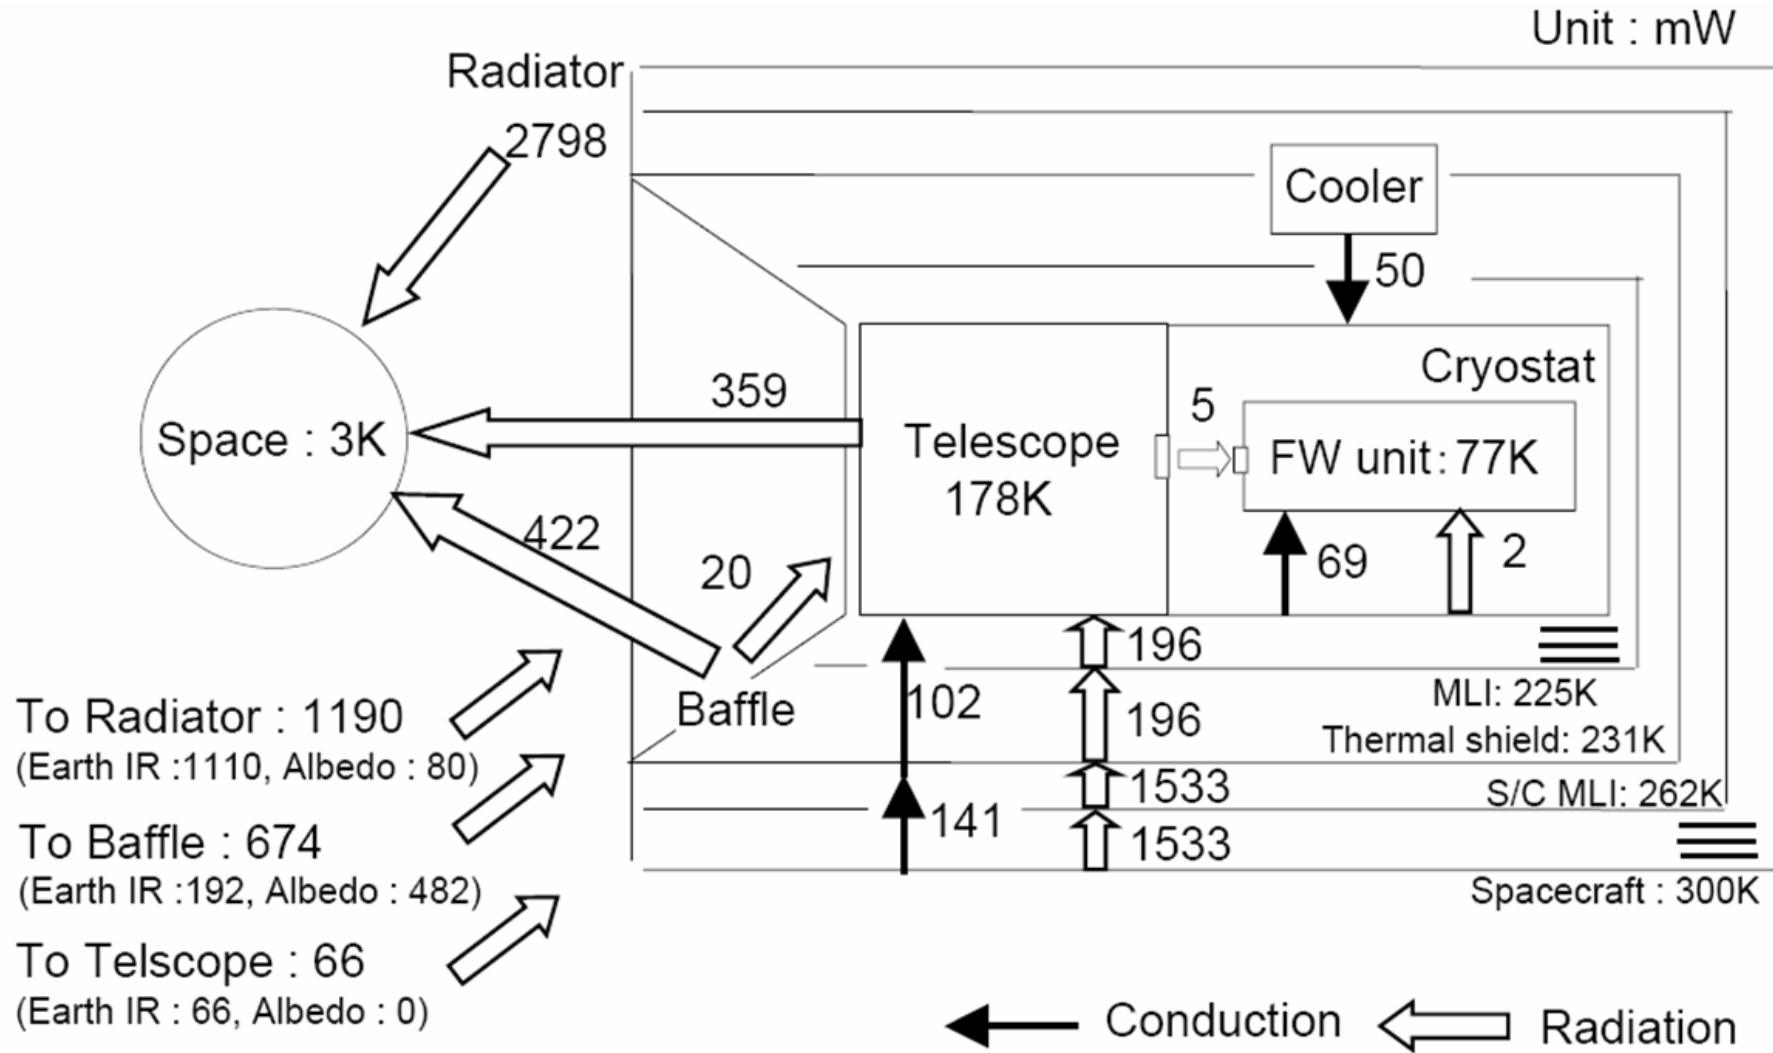 Unit : mW
Radiator
2798
Cooler
50
359
Cryostat
5
Space : 3K
Telescope
178K
FW unit : 77K
422
20
69
2
196
To Radiator : 1190
(Earth IR :1110, Albedo : 80)
Baffle
102
196
MLI: 225K
Thermal shield: 231K
To Baffle : 674
(Earth IR :192, Albedo : 482)
141
1533
S/C MLI: 262K
1533
Spacecraft : 300K
To Telscope : 66
(Earth IR : 66, Albedo : 0)
Conduction
Radiation